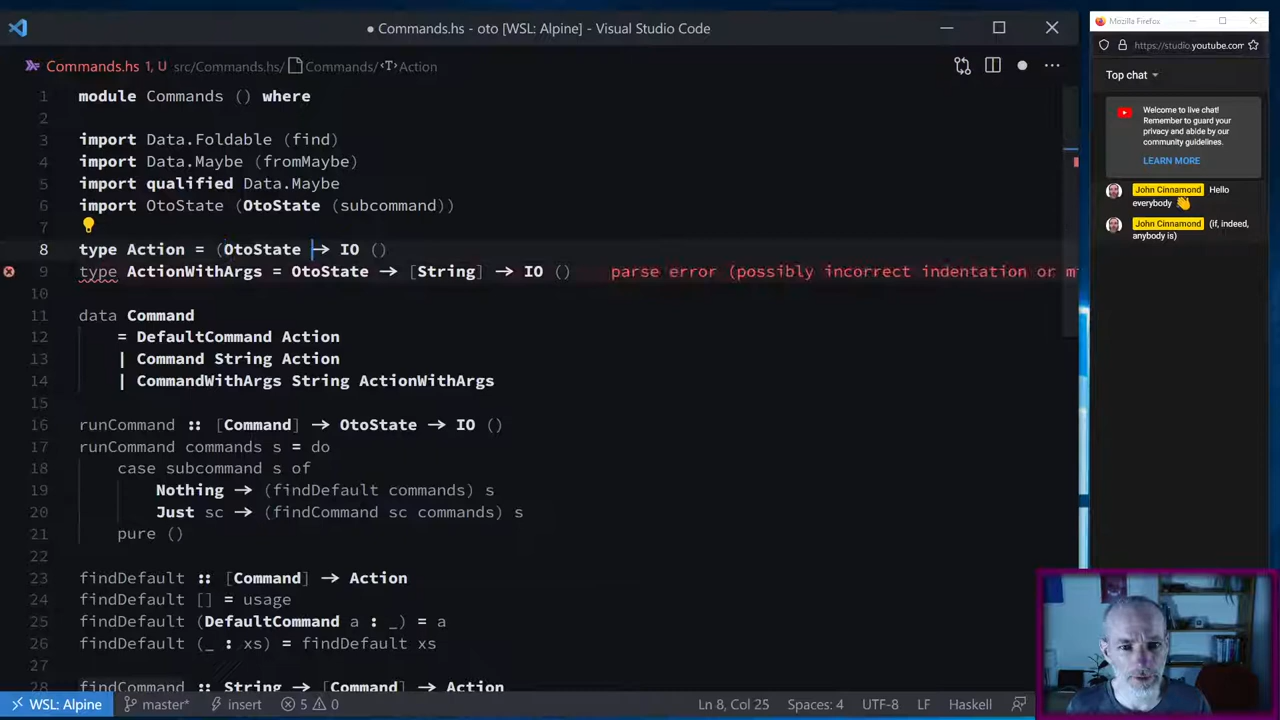 Commands.hs - oto [WSL: Alpine] - Visual Studio Code
Commands.hs 1, U src/Commands.hs/ Commands/ Action
1 module Commands () where
2
3 import Data.Foldable (find)
4 import Data.Maybe (fromMaybe)
5 import qualified Data.Maybe
6 import OtoState (OtoState (subcommand))
7
8 type Action = (OtoState → IO ()
9 type ActionWithArgs = OtoState → [String] → IO () parse error (possibly incorrect indentation or m
10
11 data Command
12 = DefaultCommand Action
13 | Command String Action
14 | CommandWithArgs String ActionWithArgs
15
16 runCommand :: [Command] → OtoState → IO ()
17 runCommand commands s = do
18 case subcommand s of
19 Nothing → (findDefault commands) s
20 Just sc → (findCommand sc commands) s
21 pure ()
22
23 findDefault :: [Command] → Action
24 findDefault [] = usage
25 findDefault (DefaultCommand a : _) = a
26 findDefault (_ : xs) = findDefault xs
27
28 findCommand :: String → [Command] → Action
WSL: Alpine master* insert 5 0 Ln 8, Col 25 Spaces: 4 UTF-8 LF Haskell
Mozilla Firefox
https://studio.youtube.com
Top chat
Welcome to live chat!
Remember to guard your
privacy and abide by our
community guidelines.
LEARN MORE
John Cinnamond Hello
everybody 👋
John Cinnamond (if, indeed,
anybody is)